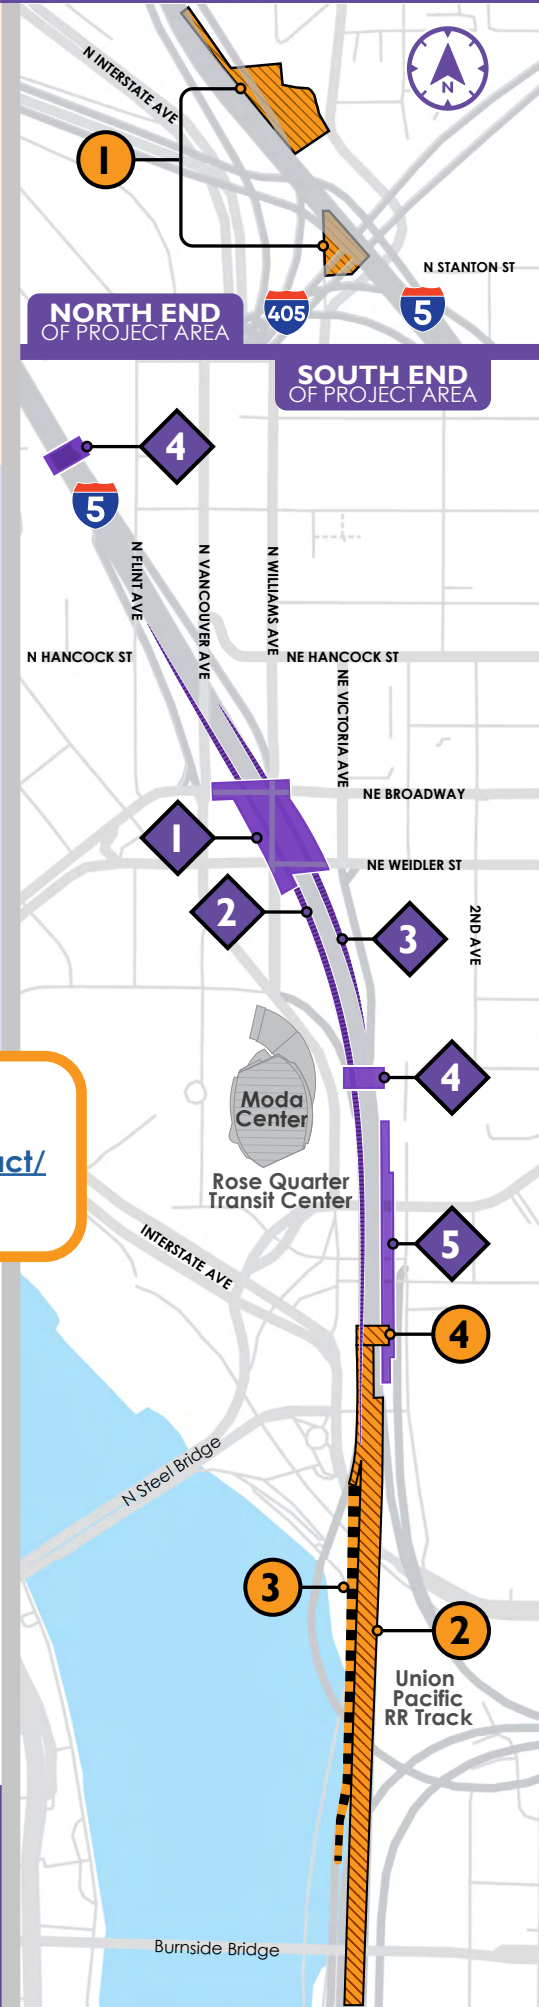 N INTERSTATE AVE
N
1
N STANTON ST
NORTH END
OF PROJECT AREA
405
5
SOUTH END
OF PROJECT AREA
4
5
N FLINT AVE
N VANCOUVER AVE
N WILLIAMS AVE
N HANCOCK ST
NE HANCOCK ST
NE VICTORIA AVE
NE BROADWAY
1
NE WEIDLER ST
2
3
2ND AVE
4
Moda
Center
act/
Rose Quarter
Transit Center
5
INTERSTATE AVE
4
N Steel Bridge
3
2
Union
Pacific
RR Track
Burnside Bridge